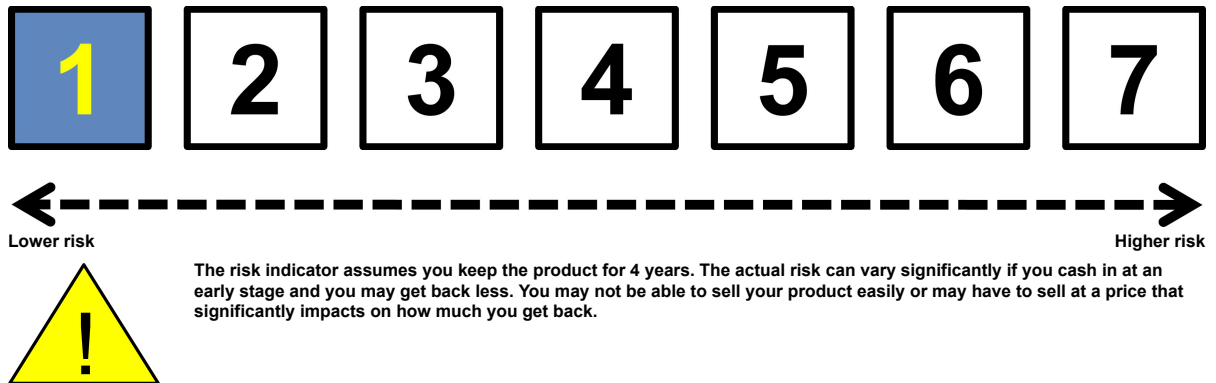 1 2 3 4 5 6 7
Lower risk Higher risk
The risk indicator assumes you keep the product for 4 years. The actual risk can vary significantly if you cash in at an
early stage and you may get back less. You may not be able to sell your product easily or may have to sell at a price that
significantly impacts on how much you get back.
!